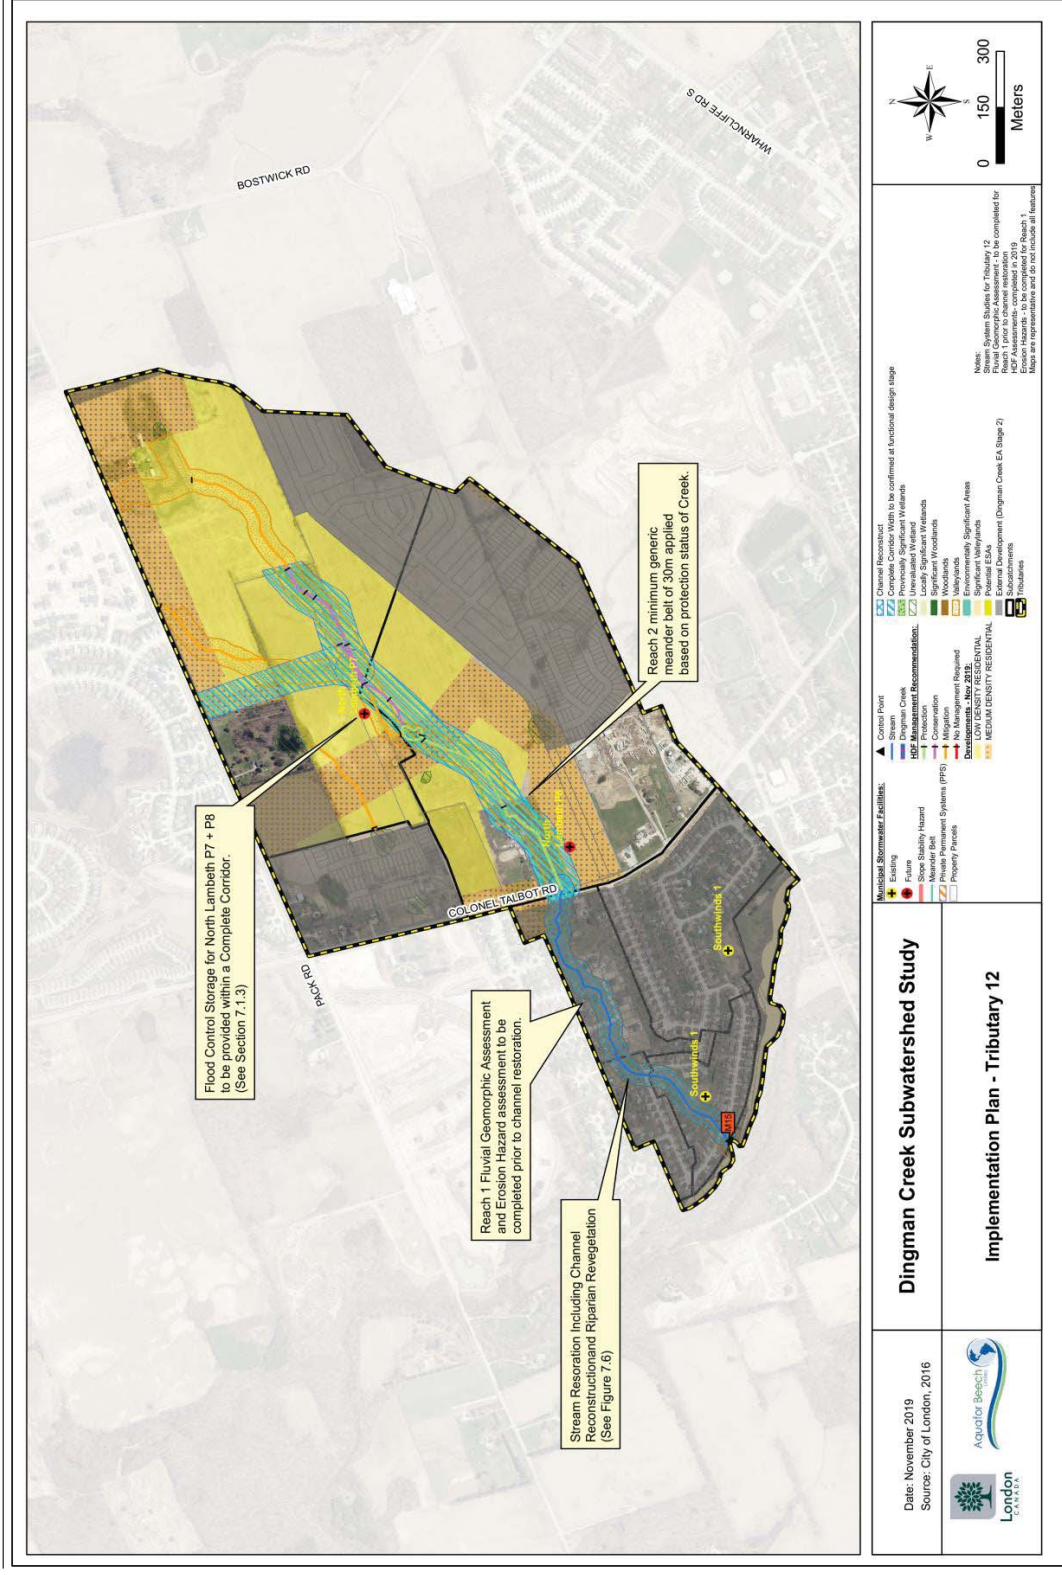 WHARNCLIFFE RD S
BOSTWICK RD
Flood Control Storage for North Lambeth P7 + P8
to be provided within a Complete Corridor.
(See Section 7.1.3)
PACK RD
COLONEL TALBOT RD
Reach 2 minimum generic
meander belt of 30m applied
based on protection status of Creek.
Reach 1 Fluvial Geomorphic Assessment
and Erosion Hazard assessment to be
completed prior to channel restoration.
Stream Resoration Including Channel
Reconstructionand Riparian Revegetation
(See Figure 7.6)
North
Southwinds 1
Southwinds 1
M15
Date: November 2019
Source: City of London, 2016
London
CANADA
Aquafor Beech
Dingman Creek Subwatershed Study
Implementation Plan - Tributary 12
Municipal Stormwater Facilities:
Existing
Future
Slope Stability Hazard
Meander Belt
Private Permanent Systems (PPS)
Property Parcels
Control Point
Stream
Dingman Creek
HDF Management Recommendation:
Protection
Conservation
Mitigation
No Management Required
Developments - Nov 2019:
LOW DENSITY RESIDENTIAL
MEDIUM DENSITY RESIDENTIAL
Channel Reconstruct
Complete Corridor Width to be confirmed at functional design stage
Provincially Significant Wetlands
Unevaluated Wetland
Locally Significant Wetlands
Significant Woodlands
Woodlands
Valleylands
Environmentally Significant Areas
Significant Valleylands
Potential ESAs
External Development (Dingman Creek EA Stage 2)
Subcatchments
Tributaries
Notes:
Stream System Studies for Tributary 12
Fluvial Geomorphic Assessment - to be completed for
Reach 1 prior to channel restoration
HDF Assessments- completed in 2019
Erosion Hazards - to be completed for Reach 1
Maps are representative and do not include all features
N
E
S
W
0 150 300
Meters